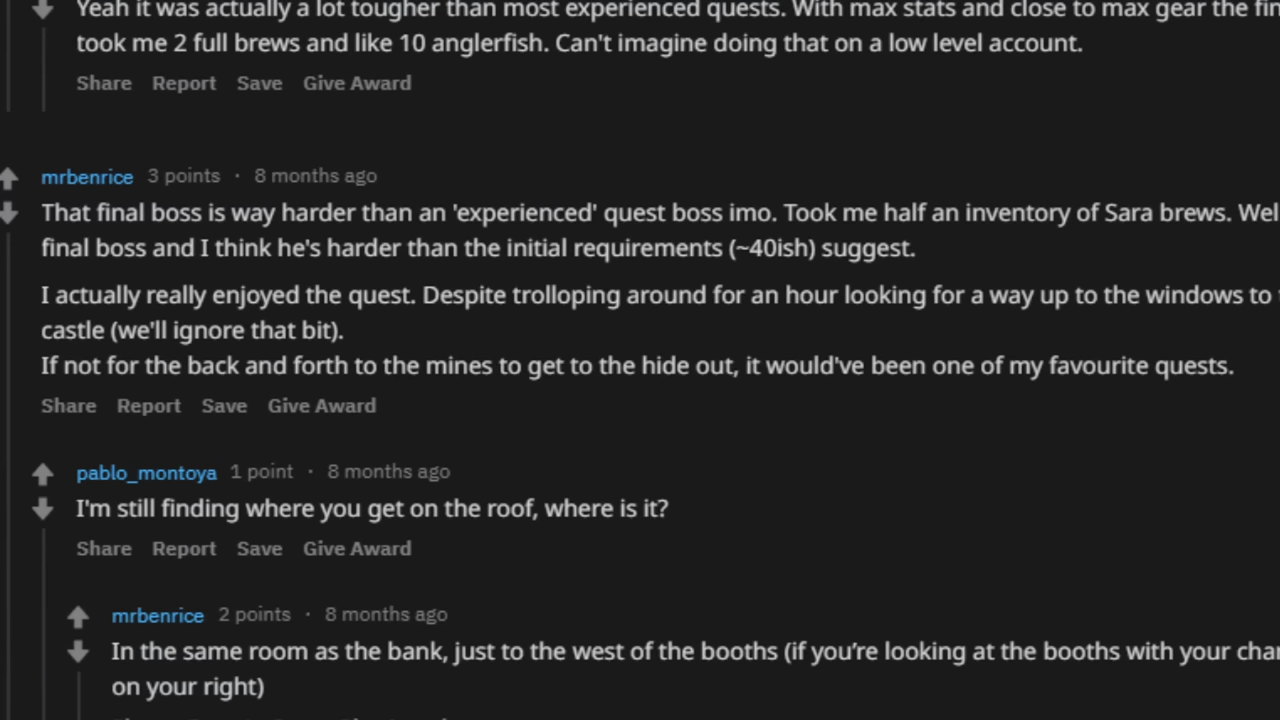 Yeah it was actually a lot tougher than most experienced quests. With max stats and close to max gear the
took me 2 full brews and like 10 anglerfish. Can't imagine doing that on a low level account.
Share Report Save Give Award
mrbenrice 3 points · 8 months ago
That final boss is way harder than an 'experienced' quest boss imo. Took me half an inventory of Sara brews.
final boss and I think he's harder than the initial requirements (~40ish) suggest.
I actually really enjoyed the quest. Despite trolloping around for an hour looking for a way up to the windows to
castle (we'll ignore that bit).
If not for the back and forth to the mines to get to the hide out, it would've been one of my favourite quests.
Share Report Save Give Award
pablo_montoya 1 point · 8 months ago
I'm still finding where you get on the roof, where is it?
Share Report Save Give Award
mrbenrice 2 points · 8 months ago
In the same room as the bank, just to the west of the booths (if you’re looking at the booths with your
on your right)